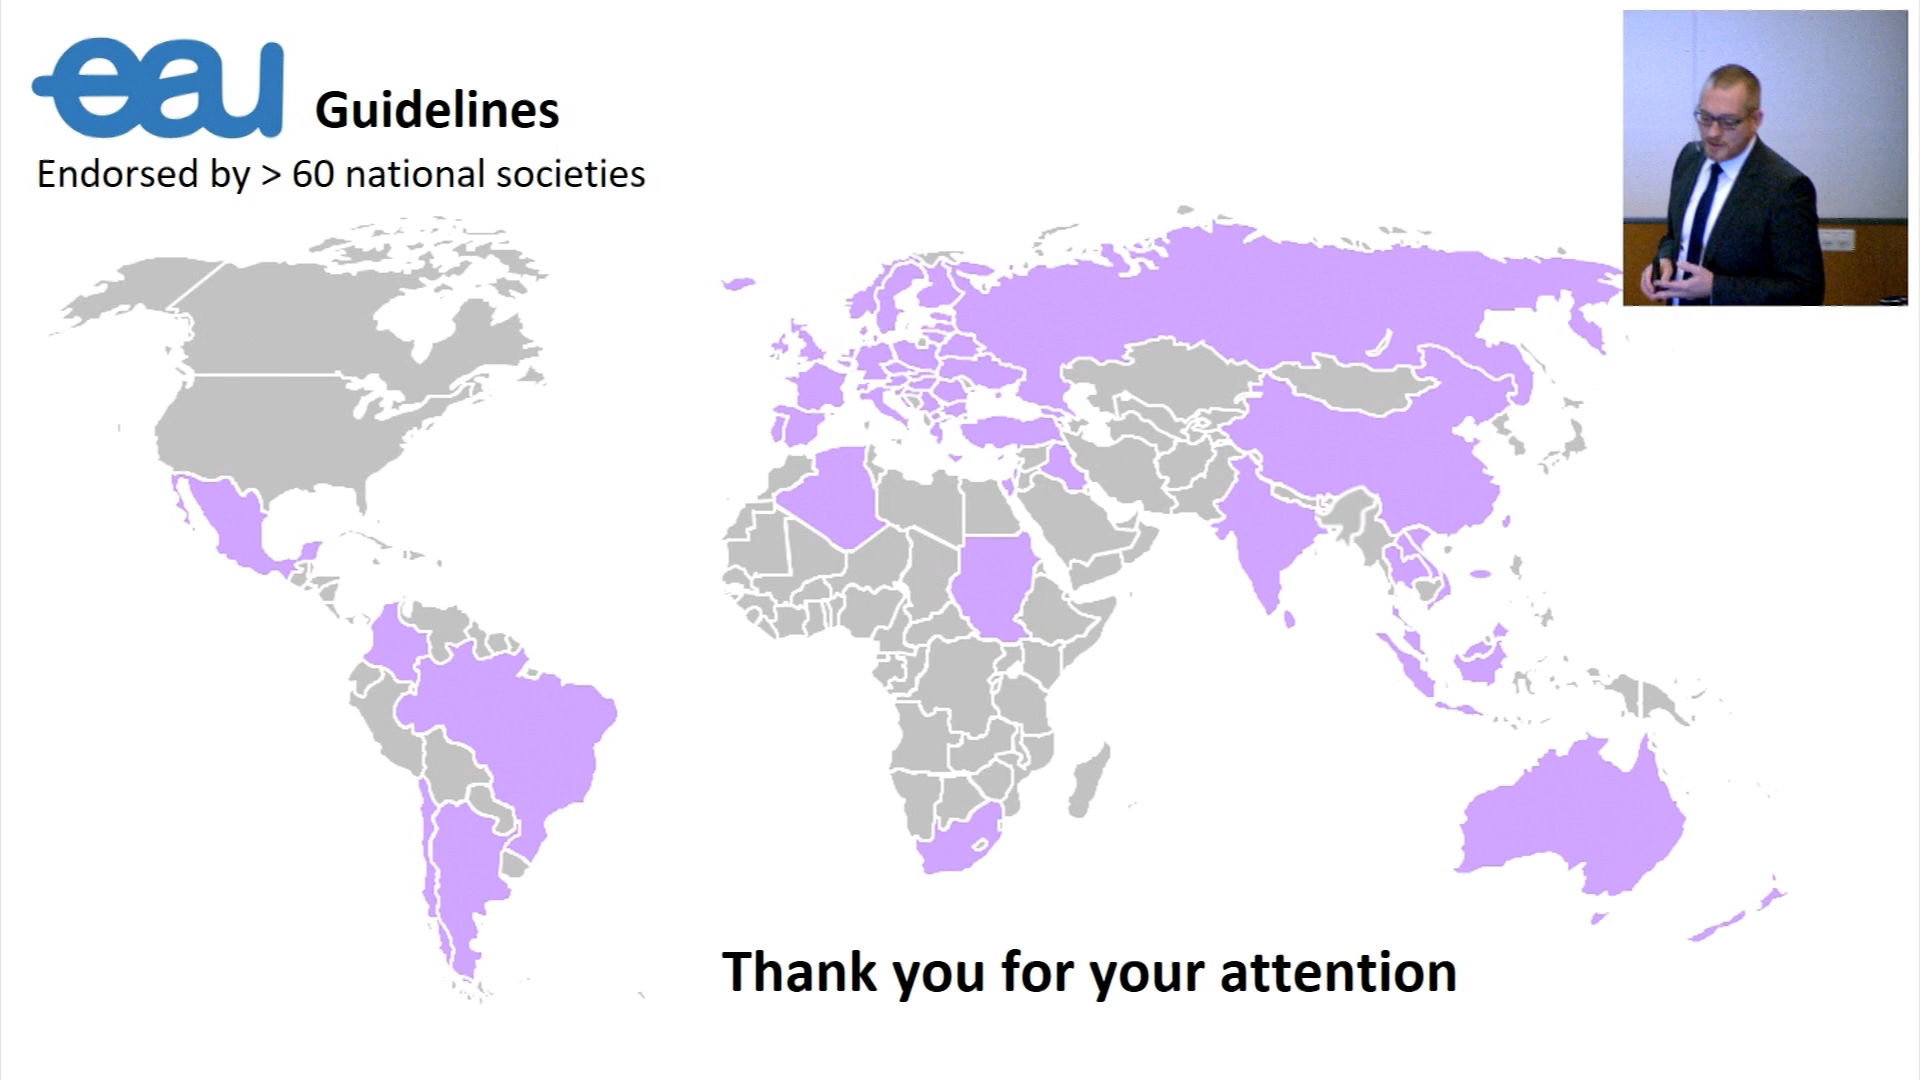 eau Guidelines
Endorsed by > 60 national societies
Thank you for your attention